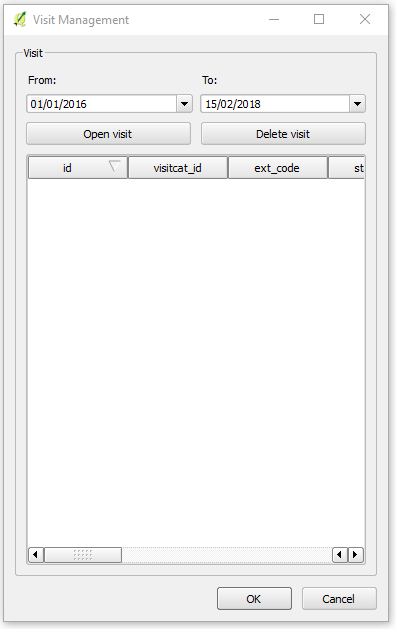 Visit Management
Visit
From: To:
01/01/2016 15/02/2018
Open visit Delete visit
id visitcat_id ext_code st
OK Cancel